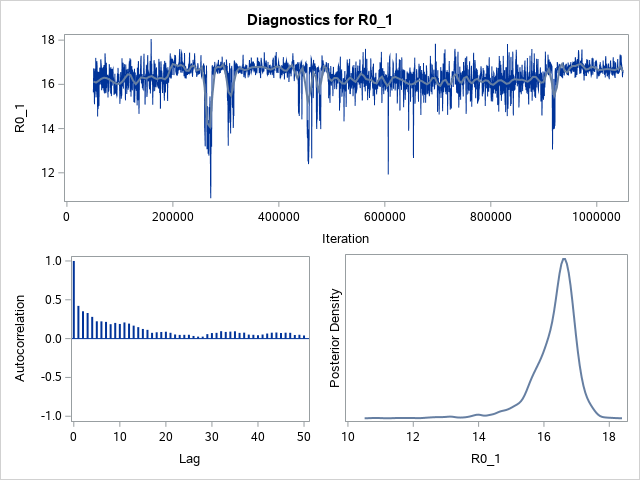 Diagnostics for R0_1
R0_1
18
16
14
12
0 200000 400000 600000 800000 1000000
Iteration
Autocorrelation
1.0
0.5
0.0
-0.5
-1.0
0 10 20 30 40 50
Lag
Posterior Density
10 12 14 16 18
R0_1